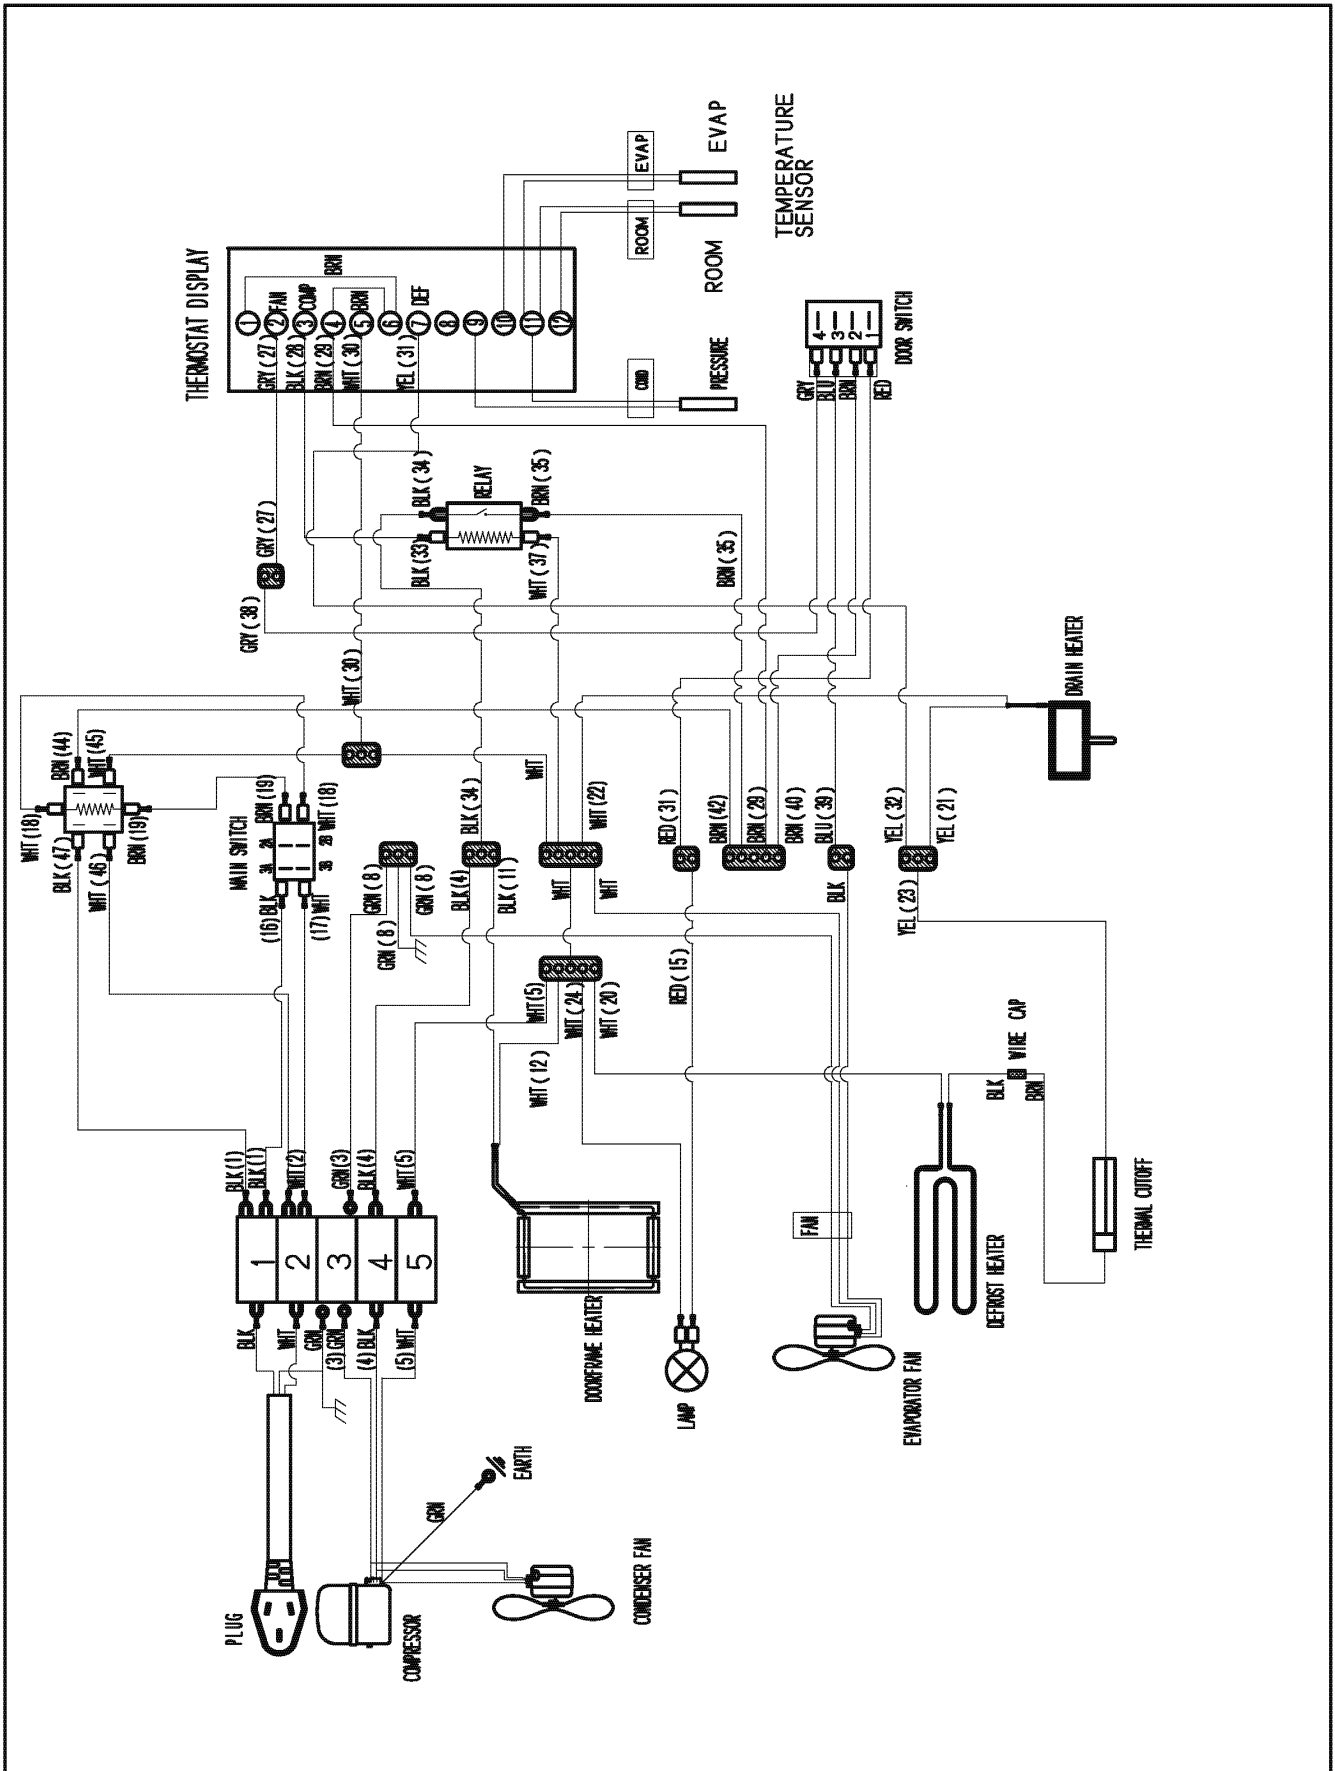 EVAP
EVAP
TEMPERATURE
SENSOR
ROOM
ROOM
THERMOSTAT DISPLAY
BRN
1
2
3
4
5
6
7
8
9
10
11
12
FAN
COMP
BRN
DEF
GRY(27)
BLK(28)
BRN(29)
WHT(30)
YEL(31)
COND
PRESSURE
4
3
2
1
DOOR SWITCH
GRY
BLU
BRN
RED
BLK(34)
RELAY
BRN(35)
BLK(33)
WHT(37)
GRY(27)
GRY(38)
BRN(35)
WHT(30)
DRAIN HEATER
BRN(44)
WHT(45)
WHT(18)
BRN(19)
BLK(47)
WHT(46)
BRN(19)
WHT(18)
MAIN SWITCH
3A
2A
3B
2B
(16)BLK
(17)WHT
GRN(8)
GRN(8)
GRN(8)
BLK(34)
BLK(4)
BLK(11)
WHT
WHT(22)
WHT
WHT
RED(31)
BRN(42)
BRN(29)
BRN(40)
BLU(39)
BLK
YEL(32)
YEL(21)
YEL(23)
RED(15)
WHT(5)
WHT(24)
WHT(20)
WHT(12)
BLK
WIRE CAP
BRN
BLK(1)
BLK(1)
WHT(2)
GRN(3)
BLK(4)
WHT(5)
1
2
3
4
5
BLK
WHT
GRN
(3)GRN
(4)BLK
(5)WHT
DOORFRAME HEATER
LAMP
FAN
EVAPORATOR FAN
DEFROST HEATER
THERMAL CUTOFF
PLUG
COMPRESSOR
GRN
EARTH
CONDENSER FAN